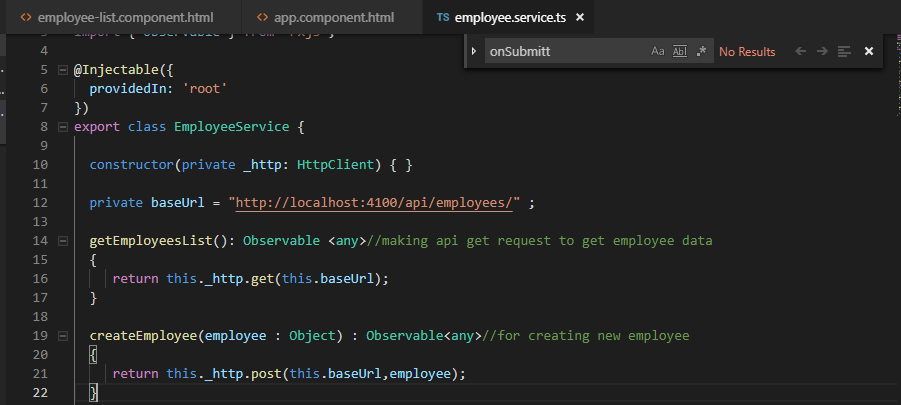 employee-list.component.html app.component.html TS employee.service.ts
onSubmitt Aa Abl .* No Results
4
5 @Injectable({
6 providedIn: 'root'
7 })
8 export class EmployeeService {
9
10 constructor(private _http: HttpClient) { }
11
12 private baseUrl = "http://localhost:4100/api/employees/" ;
13
14 getEmployeesList(): Observable <any>//making api get request to get employee data
15 {
16 return this._http.get(this.baseUrl);
17 }
18
19 createEmployee(employee : Object) : Observable<any>//for creating new employee
20 {
21 return this._http.post(this.baseUrl,employee);
22 }